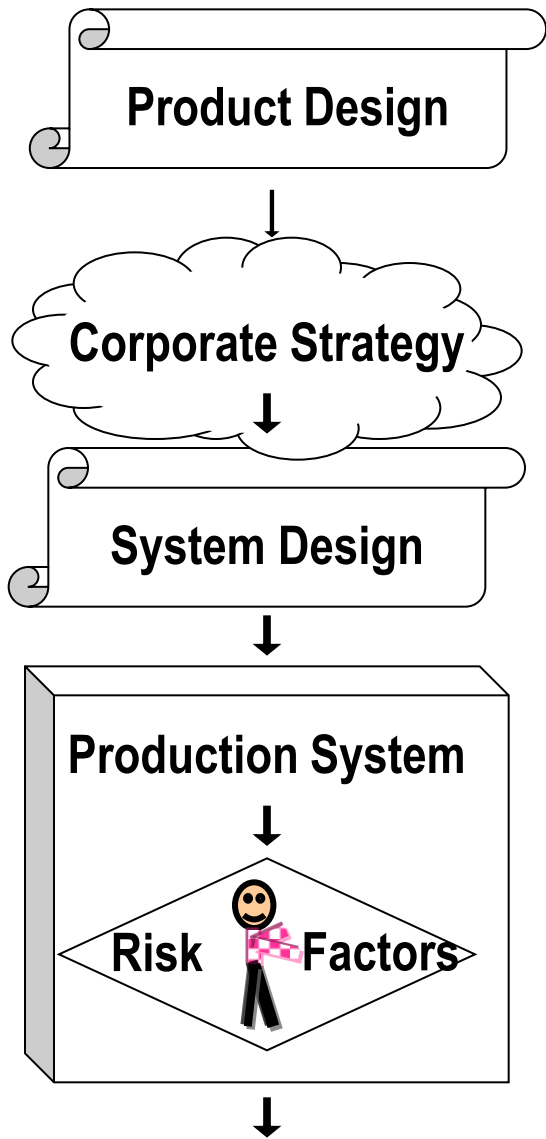 Product Design
Corporate Strategy
System Design
Production System
Risk Factors